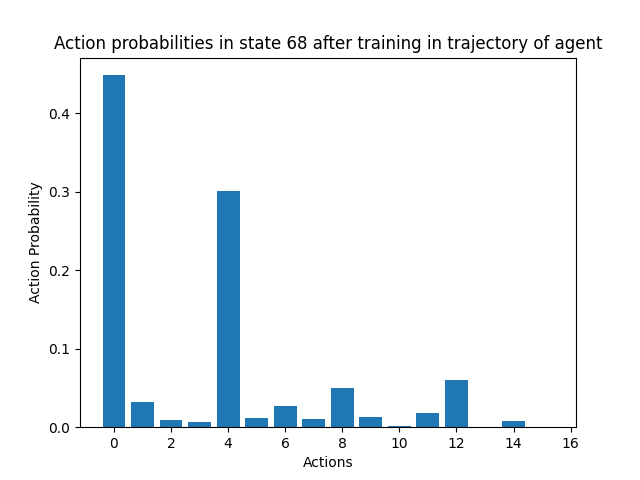 Action probabilities in state 68 after training in trajectory of agent
Action Probability
0.4
0.3
0.2
0.1
0.0
0 2 4 6 8 10 12 14 16
Actions